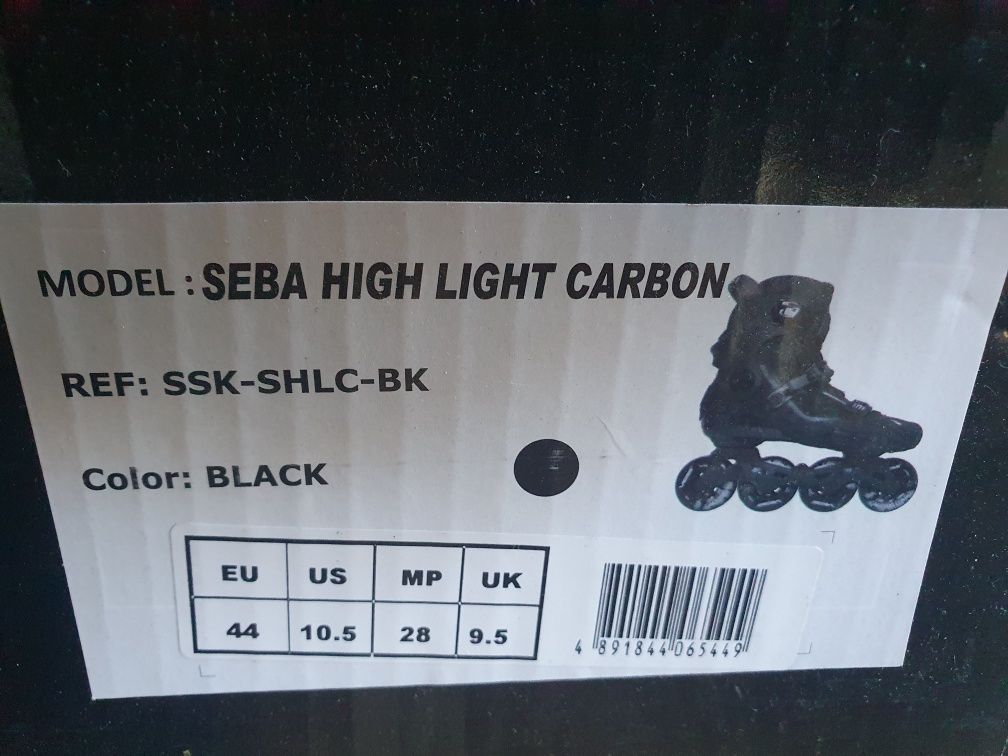 MODEL : SEBA HIGH LIGHT CARBON
REF: SSK-SHLC-BK
Color: BLACK
EU US MP UK
44 10.5 28 9.5
4 891844 065449